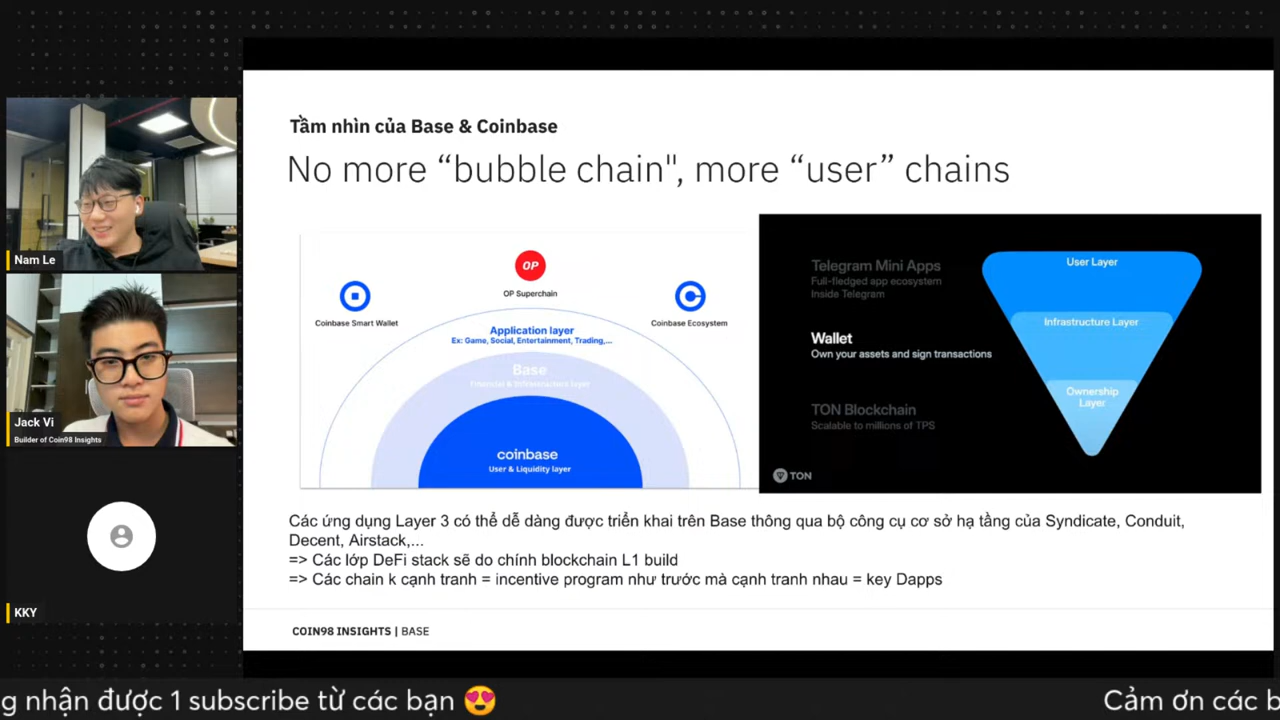 Nam Le
Jack Vi
Builder of Coin98 Insights
KKY
Tầm nhìn của Base & Coinbase
No more “bubble chain", more “user” chains
OP
OP Superchain
Coinbase Smart Wallet
Coinbase Ecosystem
Application layer
Ex: Game, Social, Entertainment, Trading,...
Base
Financial & Infrastructure layer
coinbase
User & Liquidity layer
Telegram Mini Apps
Full-fledged app ecosystem
Inside Telegram
Wallet
Own your assets and sign transactions
TON Blockchain
Scalable to millions of TPS
User Layer
Infrastructure Layer
Ownership
Layer
TON
Các ứng dụng Layer 3 có thể dễ dàng được triển khai trên Base thông qua bộ công cụ cơ sở hạ tầng của Syndicate, Conduit,
Decent, Airstack,...
=> Các lớp DeFi stack sẽ do chính blockchain L1 build
=> Các chain k cạnh tranh = incentive program như trước mà cạnh tranh nhau = key Dapps
COIN98 INSIGHTS | BASE
g nhận được 1 subscribe từ các bạn 😍
Cảm ơn các b